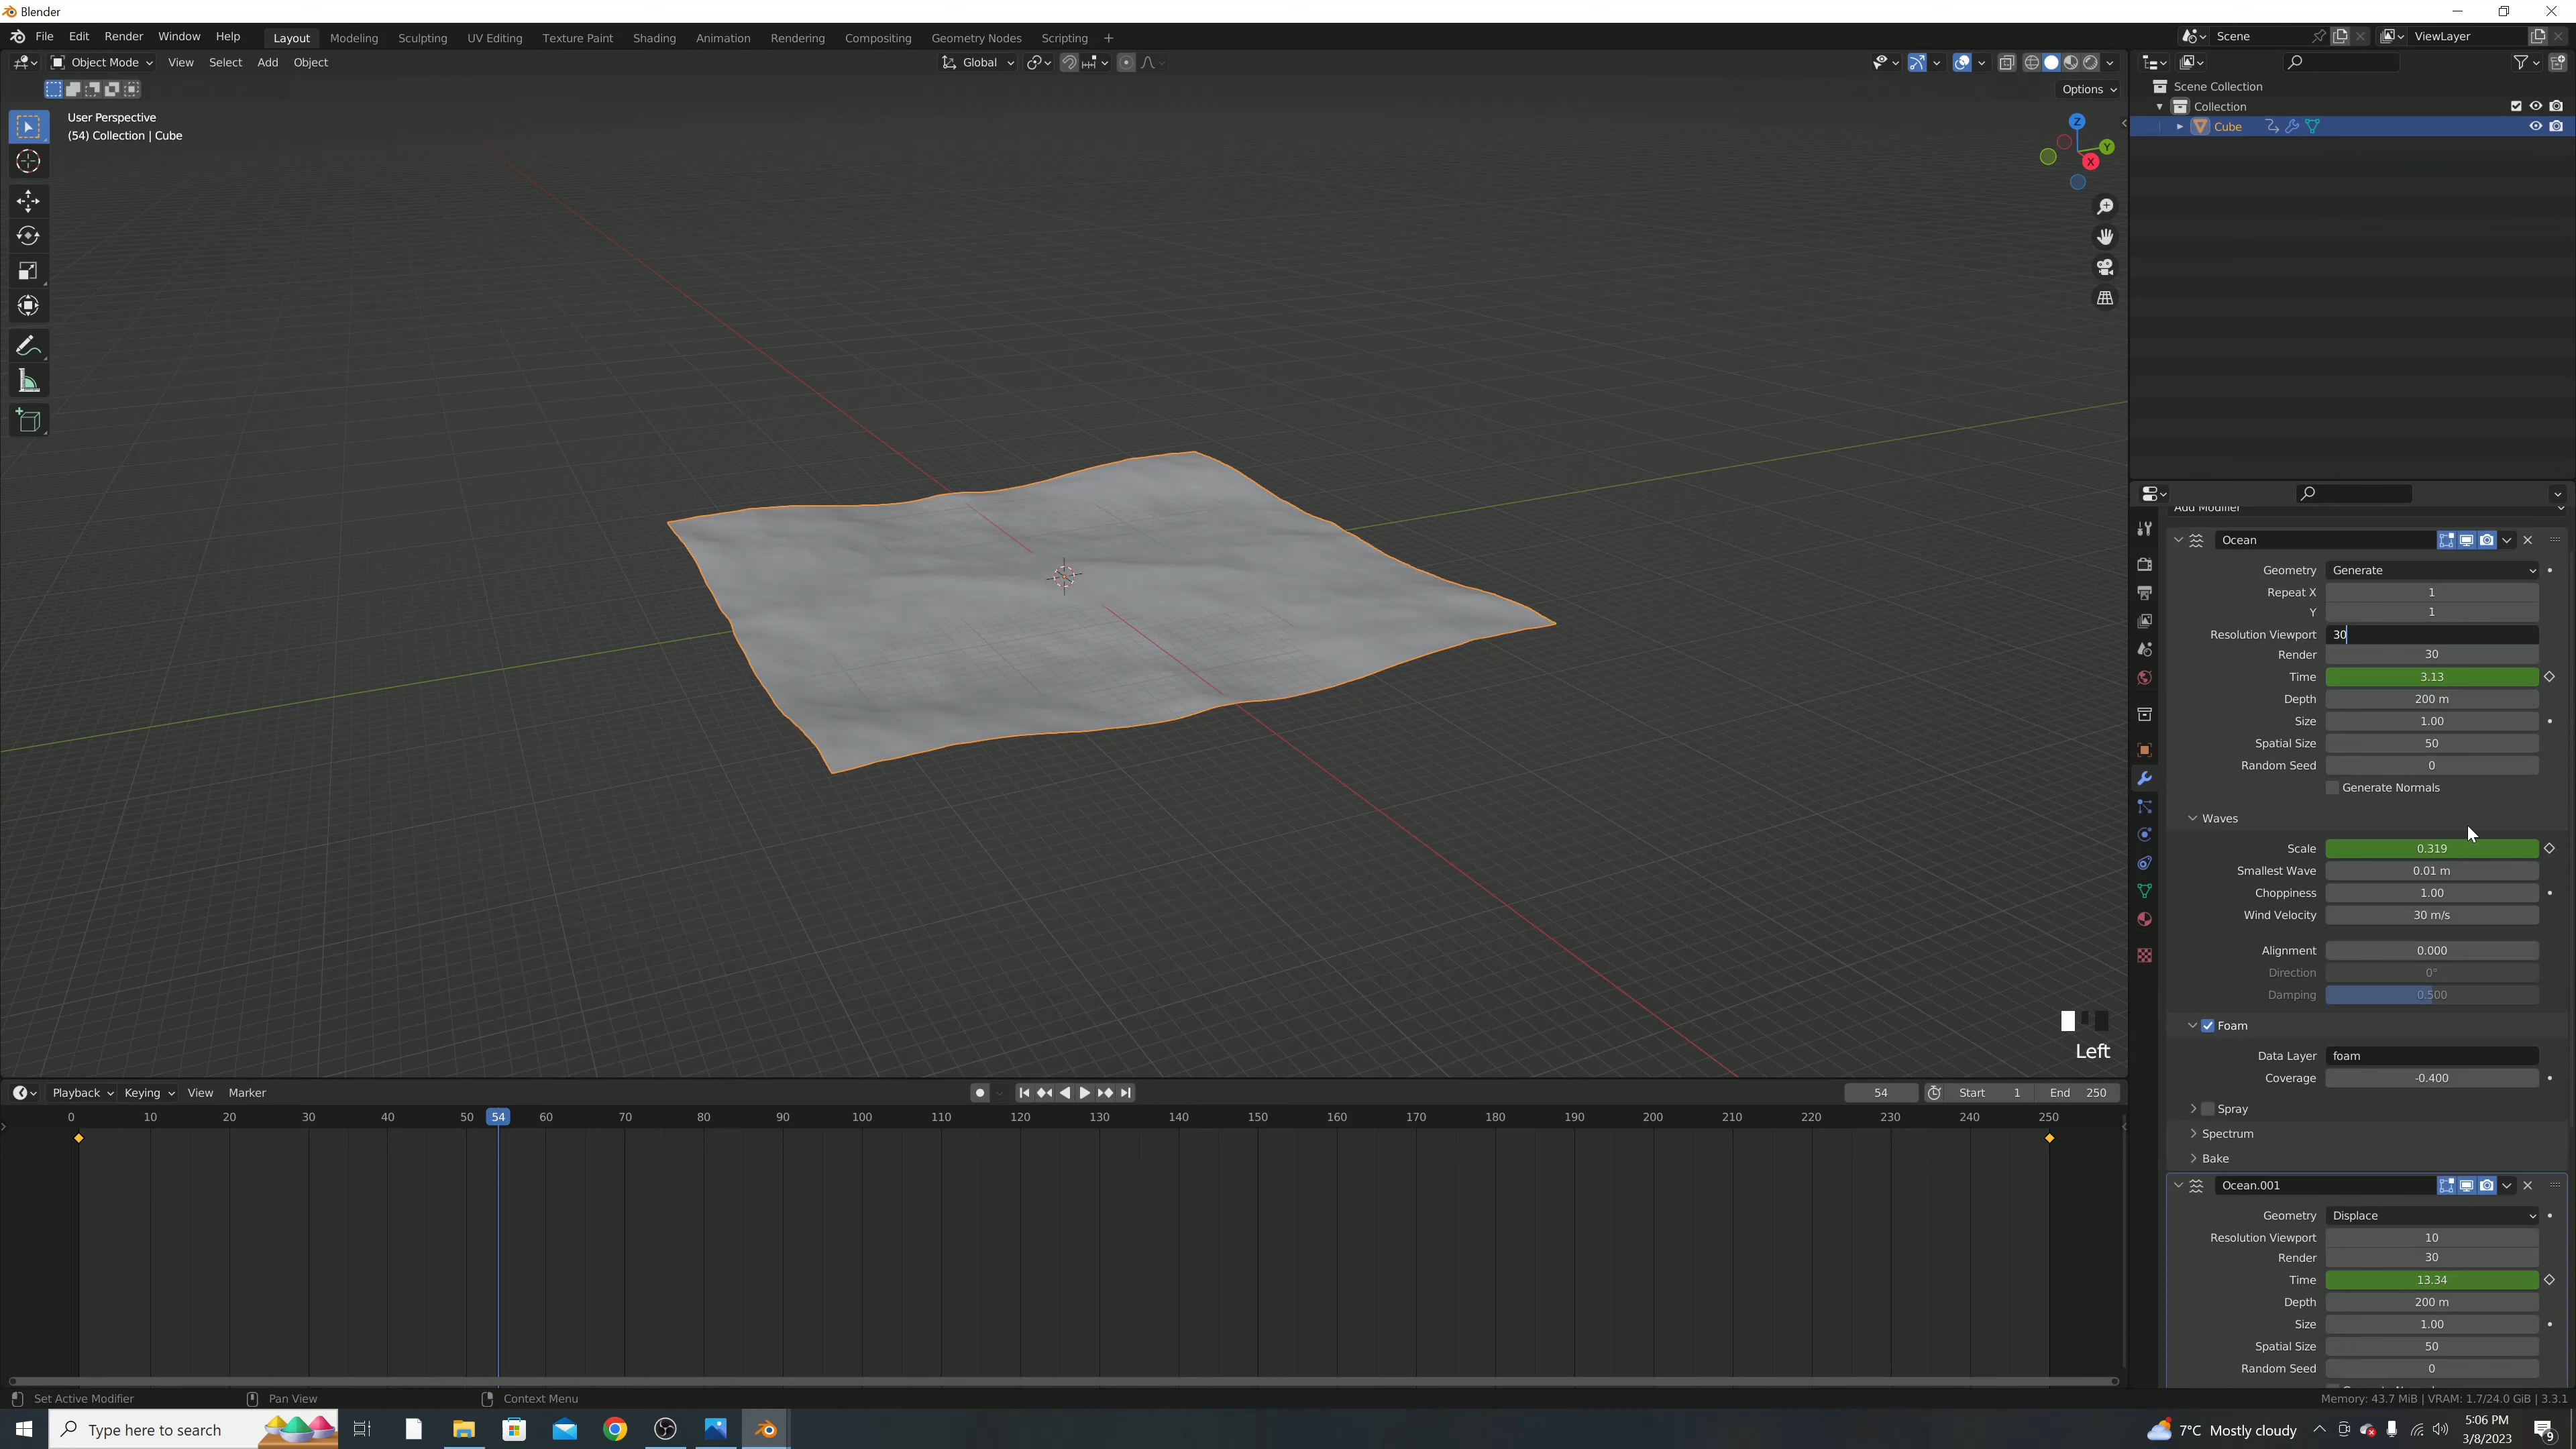 Blender
File Edit Render Window Help Layout Modeling Sculpting UV Editing Texture Paint Shading Animation Rendering Compositing Geometry Nodes Scripting + Scene ViewLayer
Object Mode View Select Add Object Global
Options
User Perspective
(54) Collection | Cube
Z
Y
X
Scene Collection
Collection
Cube
Add Modifier
Ocean
Geometry Generate
Repeat X 1
Y 1
Resolution Viewport 30
Render 30
Time 3.13
Depth 200 m
Size 1.00
Spatial Size 50
Random Seed 0
Generate Normals
Waves
Scale 0.319
Smallest Wave 0.01 m
Choppiness 1.00
Wind Velocity 30 m/s
Alignment 0.000
Direction 0°
Damping 0.500
Foam
Data Layer foam
Coverage -0.400
Spray
Spectrum
Bake
Ocean.001
Geometry Displace
Resolution Viewport 10
Render 30
Time 13.34
Depth 200 m
Size 1.00
Spatial Size 50
Random Seed 0
Left
Playback Keying View Marker 54 Start 1 End 250
0 10 20 30 40 50 54 60 70 80 90 100 110 120 130 140 150 160 170 180 190 200 210 220 230 240 250
Set Active Modifier Pan View Context Menu Memory: 43.7 MiB | VRAM: 1.7/24.0 GiB | 3.3.1
Type here to search 7°C Mostly cloudy 5:06 PM
3/8/2023 9